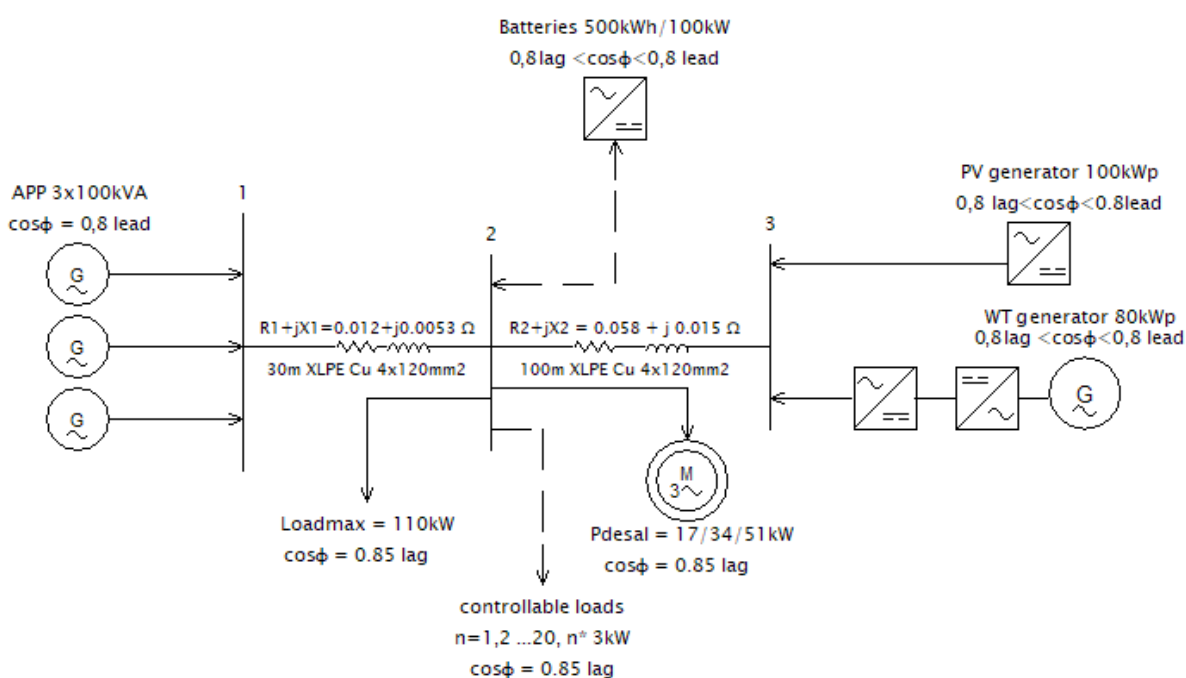 Batteries 500kWh/100kW
0,8lag <cosϕ<0,8 lead
APP 3x100kVA
cosϕ = 0,8 lead
1
2
3
PV generator 100kWp
0,8 lag<cosϕ<0.8lead
G
G
G
R1+jX1=0.012+j0.0053 Ω
30m XLPE Cu 4x120mm2
R2+jX2 = 0.058 + j 0.015 Ω
100m XLPE Cu 4x120mm2
WT generator 80kWp
0,8lag <cosϕ<0,8 lead
G
M
3
Loadmax = 110kW
cosϕ = 0.85 lag
Pdesal = 17/34/51kW
cosϕ = 0.85 lag
controllable loads
n=1,2 ...20, n* 3kW
cosϕ = 0.85 lag